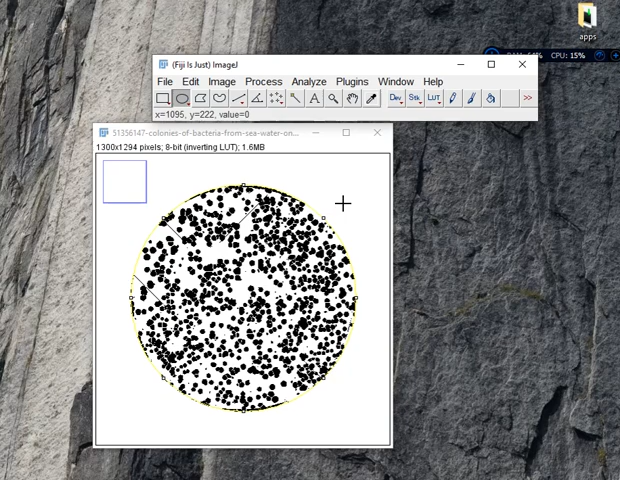 apps
CPU: 15%
(Fiji Is Just) ImageJ
File Edit Image Process Analyze Plugins Window Help
A Dev Stk LUT >>
x=1095, y=222, value=0
51356147-colonies-of-bacteria-from-sea-water-on...
1300x1294 pixels; 8-bit (inverting LUT); 1.6MB